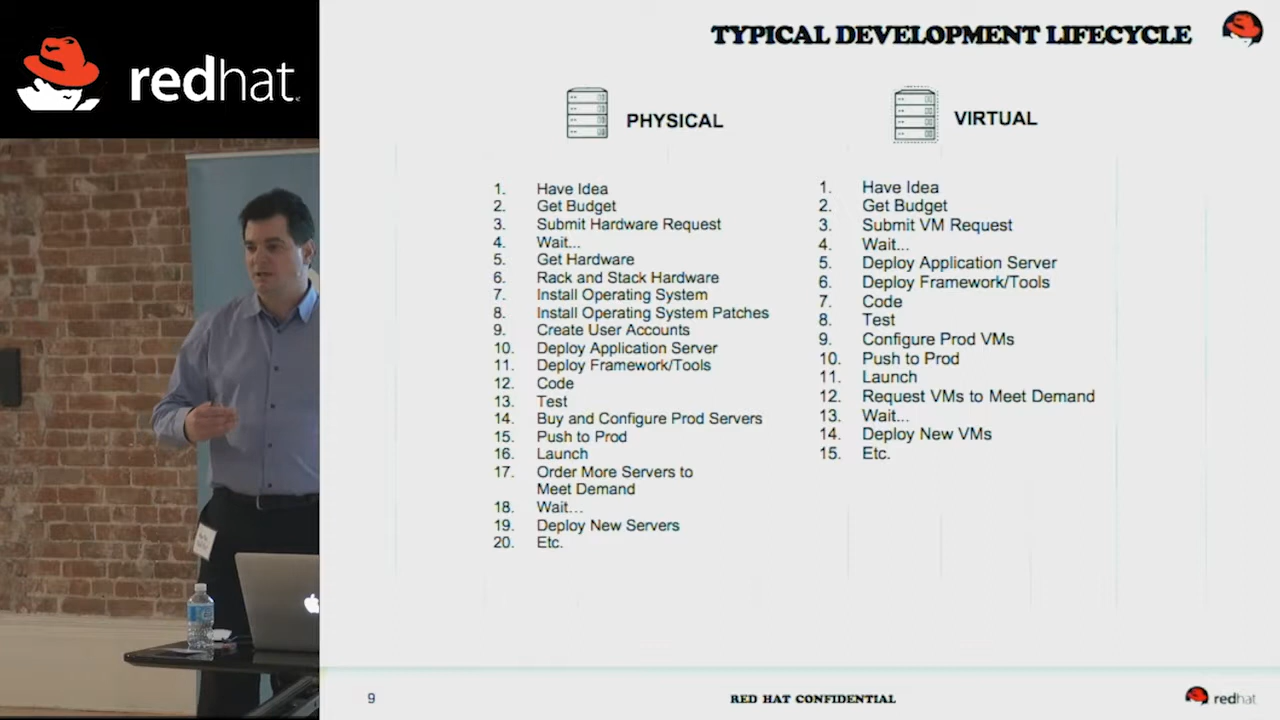 redhat.
TYPICAL DEVELOPMENT LIFECYCLE
PHYSICAL
1. Have Idea
2. Get Budget
3. Submit Hardware Request
4. Wait...
5. Get Hardware
6. Rack and Stack Hardware
7. Install Operating System
8. Install Operating System Patches
9. Create User Accounts
10. Deploy Application Server
11. Deploy Framework/Tools
12. Code
13. Test
14. Buy and Configure Prod Servers
15. Push to Prod
16. Launch
17. Order More Servers to
Meet Demand
18. Wait...
19. Deploy New Servers
20. Etc.
VIRTUAL
1. Have Idea
2. Get Budget
3. Submit VM Request
4. Wait...
5. Deploy Application Server
6. Deploy Framework/Tools
7. Code
8. Test
9. Configure Prod VMs
10. Push to Prod
11. Launch
12. Request VMs to Meet Demand
13. Wait...
14. Deploy New VMs
15. Etc.
9
RED HAT CONFIDENTIAL
redhat.